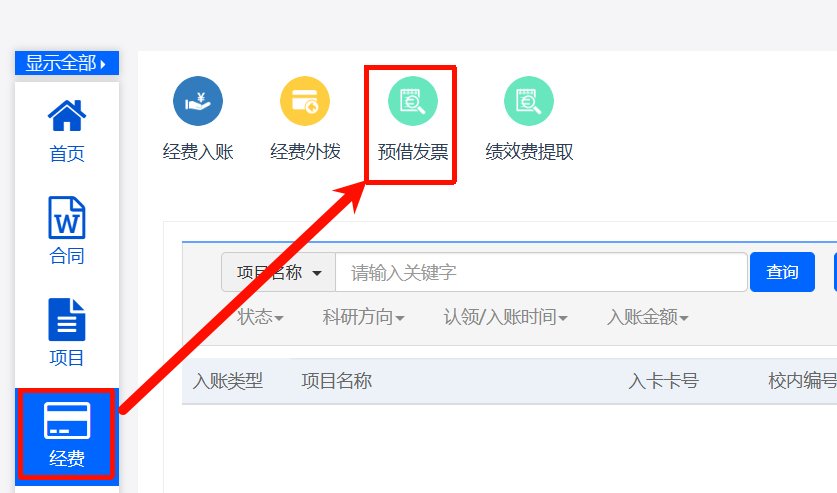 显示全部
首页
合同
项目
经费
经费入账 经费外拨 预借发票 绩效费提取
项目名称 请输入关键字 查询
状态 科研方向 认领/入账时间 入账金额
入账类型 项目名称 入卡卡号 校内编号